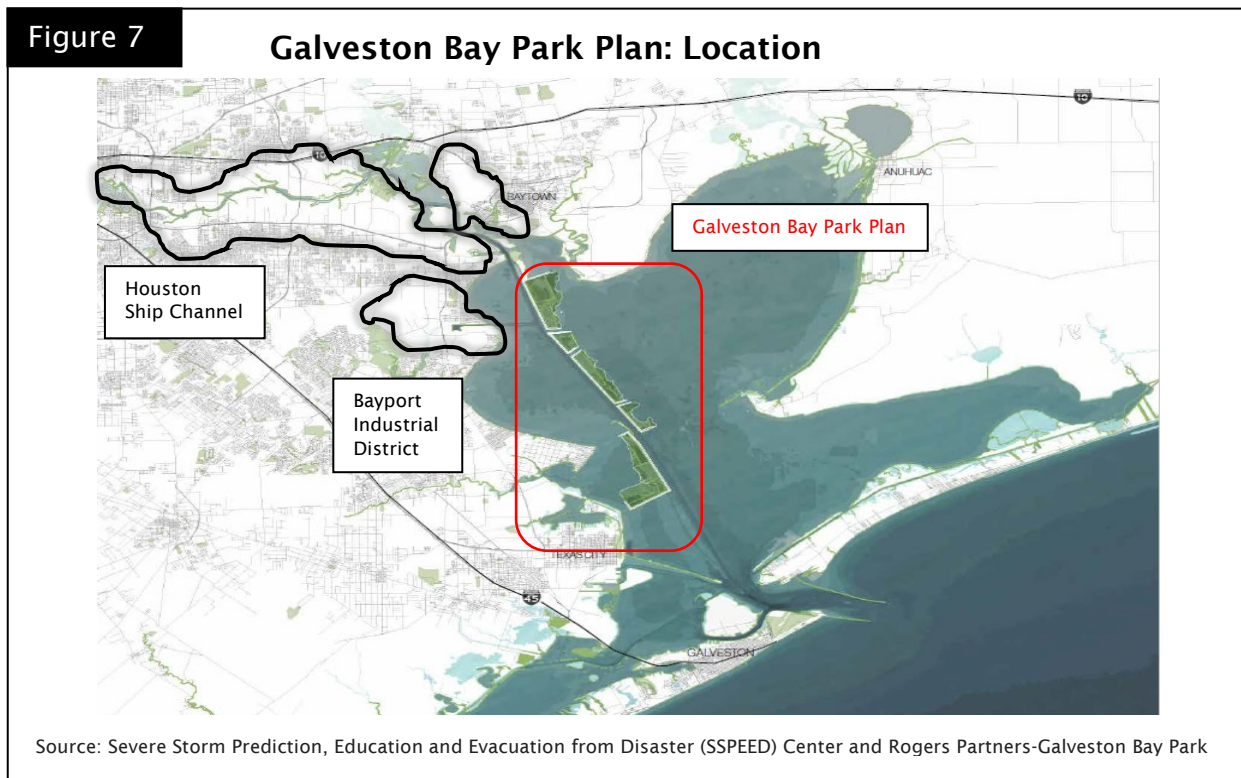 Figure 7
Galveston Bay Park Plan: Location
10
ANUHUAC
10
BAYTOWN
Galveston Bay Park Plan
Houston
Ship Channel
Bayport
Industrial
District
TEXAS CITY
45
GALVESTON
Source: Severe Storm Prediction, Education and Evacuation from Disaster (SSPEED) Center and Rogers Partners-Galveston Bay Park